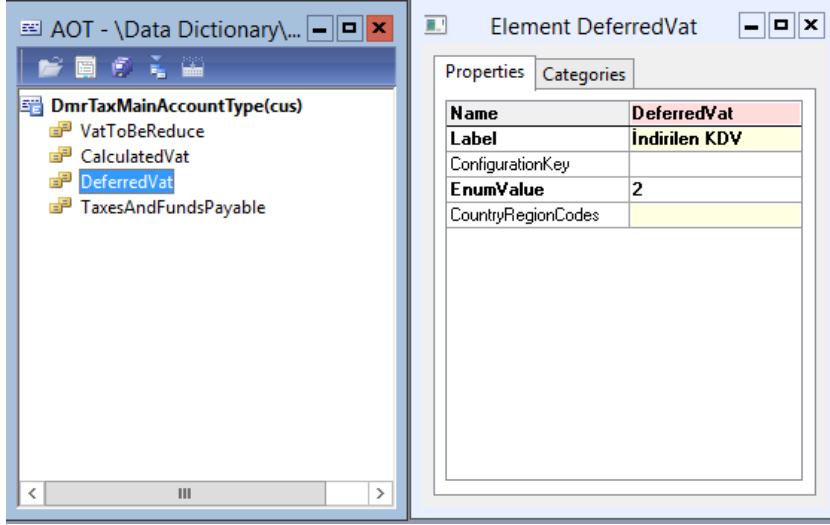 AOT - \Data Dictionary\...
DmrTaxMainAccountType(cus)
VatToBeReduce
CalculatedVat
DeferredVat
TaxesAndFundsPayable
Element DeferredVat
Properties Categories
Name DeferredVat
Label İndirilen KDV
ConfigurationKey
EnumValue 2
CountryRegionCodes